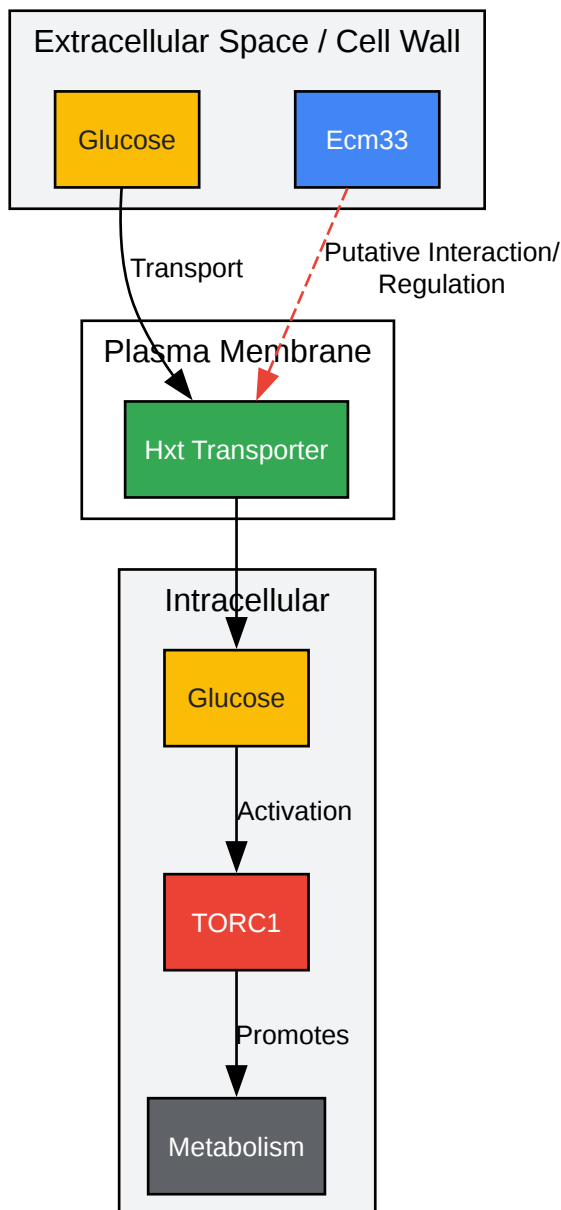 Extracellular Space / Cell Wall
Glucose
Ecm33
Transport
Putative Interaction/
Regulation
Plasma Membrane
Hxt Transporter
Intracellular
Glucose
Activation
TORC1
Promotes
Metabolism